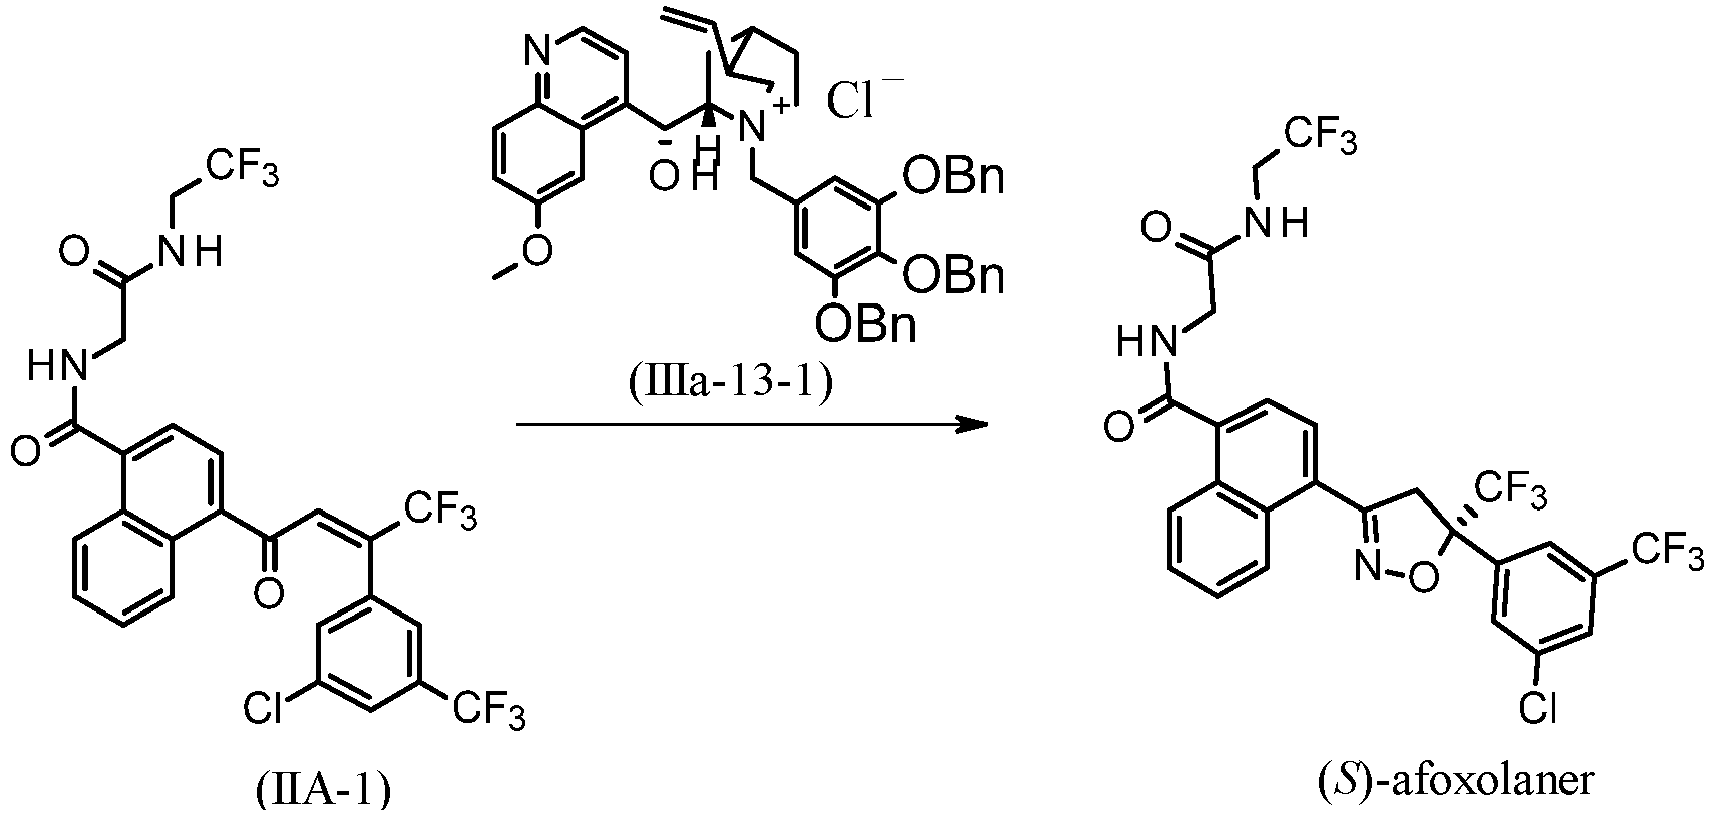 N
Cl⁻
N⁺
H
OH
H
CF₃
O
NH
HN
O
O
OBn
OBn
OBn
(IIIa-13-1)
CF₃
O
CF₃
Cl
(IIA-1)
CF₃
O
NH
HN
O
CF₃
N
O
CF₃
Cl
(S)-afoxolaner